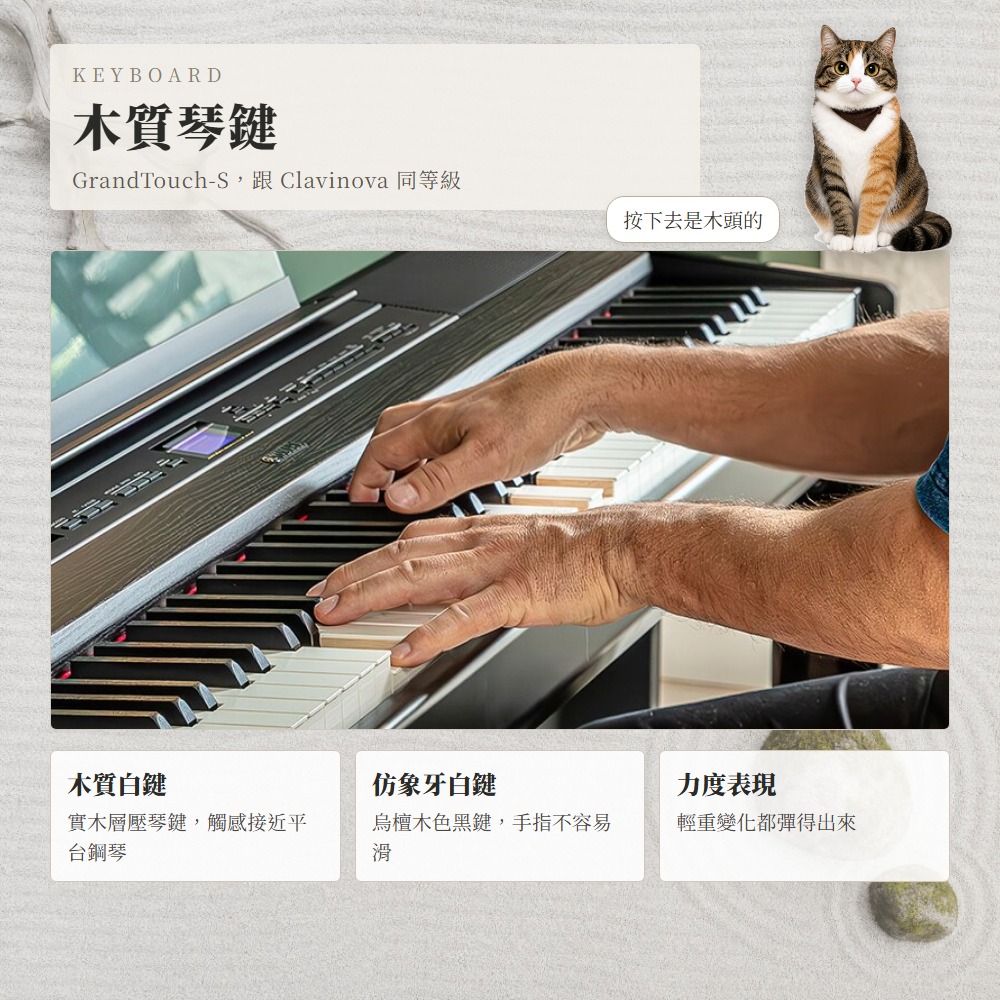 KEYBOARD
木質琴鍵
GrandTouch-S，跟 Clavinova 同等級
按下去是木頭的
木質白鍵
實木層壓琴鍵，觸感接近平
台鋼琴
仿象牙白鍵
烏檀木色黑鍵，手指不容易
滑
力度表現
輕重變化都彈得出來